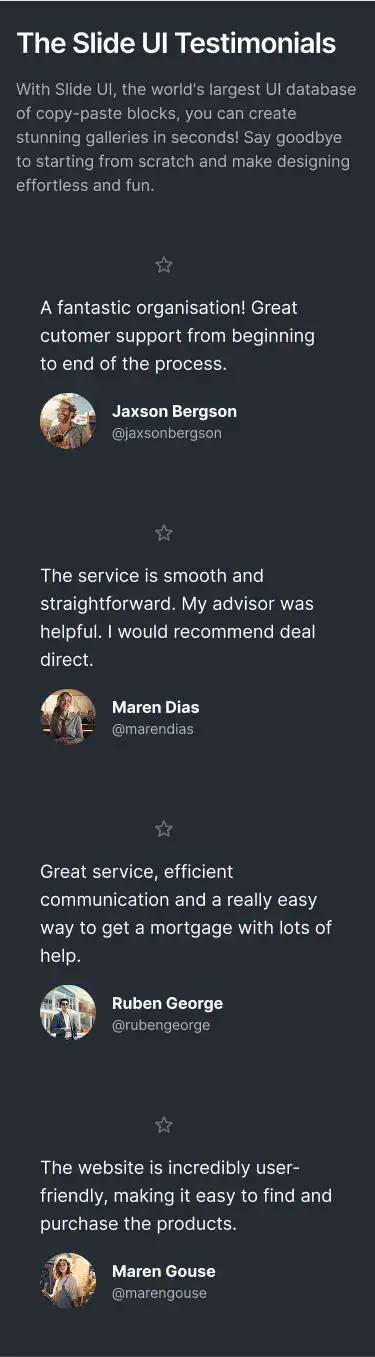 The Slide UI Testimonials
With Slide UI, the world's largest UI database
of copy-paste blocks, you can create
stunning galleries in seconds! Say goodbye
to starting from scratch and make designing
effortless and fun.
A fantastic organisation! Great
cutomer support from beginning
to end of the process.
Jaxson Bergson
@jaxsonbergson
The service is smooth and
straightforward. My advisor was
helpful. I would recommend deal
direct.
Maren Dias
@marendias
Great service, efficient
communication and a really easy
way to get a mortgage with lots of
help.
Ruben George
@rubengeorge
The website is incredibly user-
friendly, making it easy to find and
purchase the products.
Maren Gouse
@marengouse